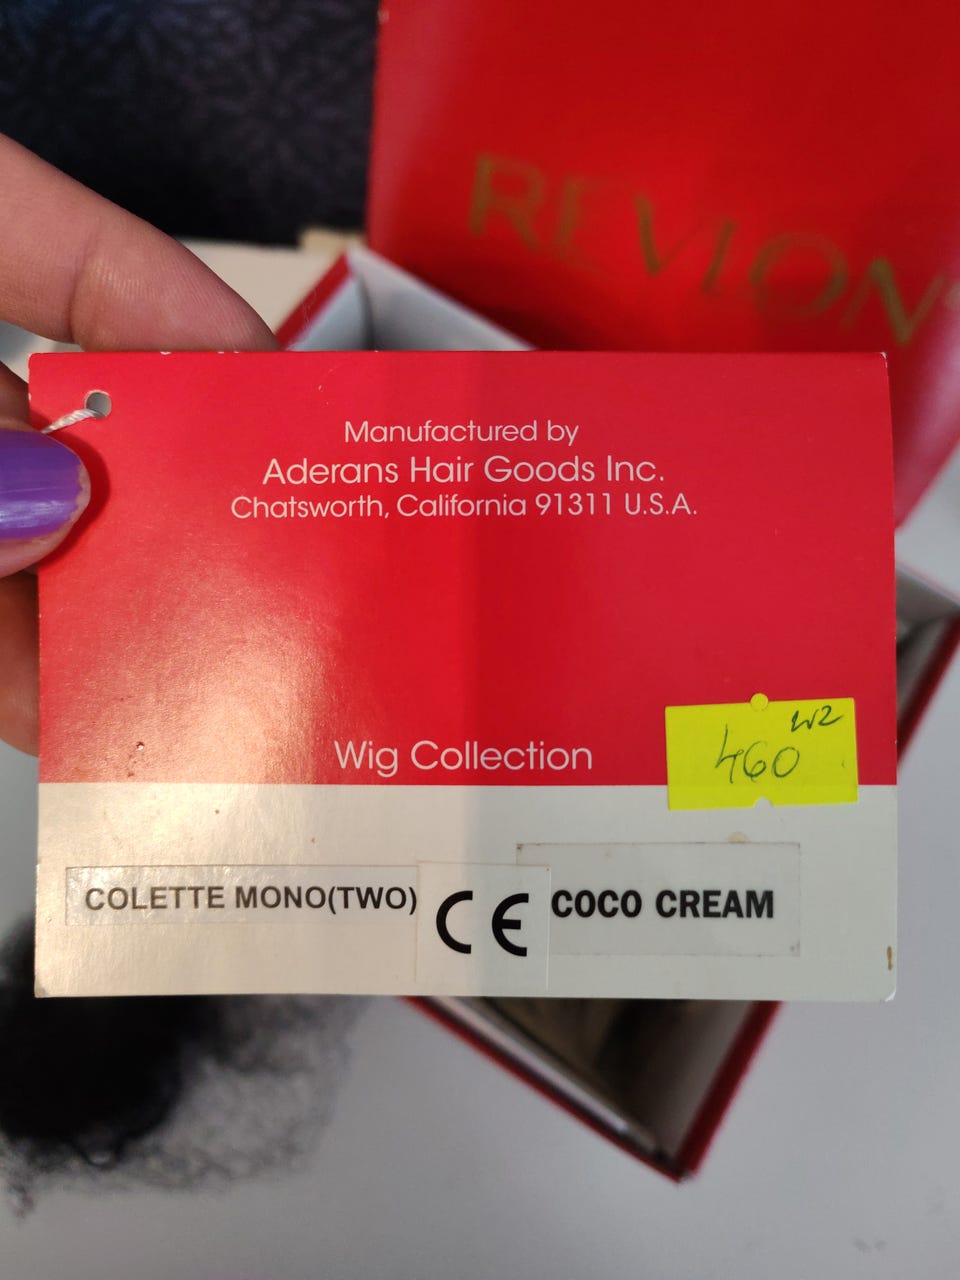 REVLON
Manufactured by
Aderans Hair Goods Inc.
Chatsworth, California 91311 U.S.A.
Wig Collection
W2
460
COLETTE MONO(TWO)
CE
COCO CREAM